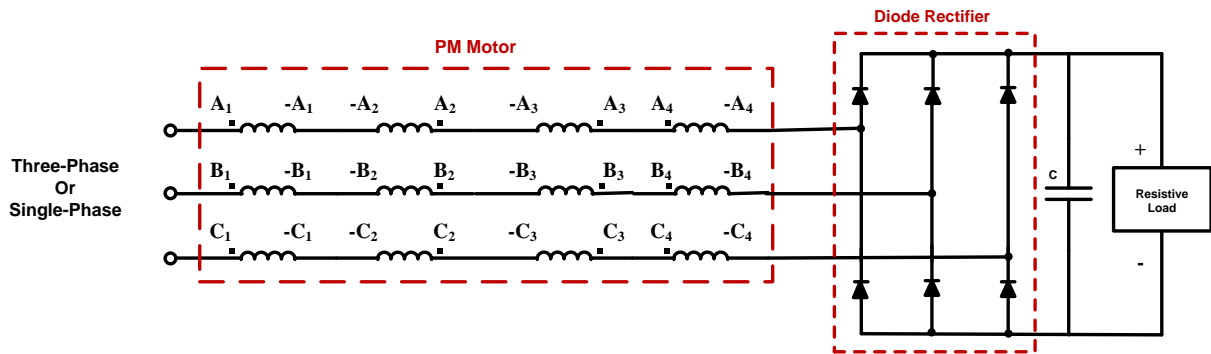 Diode Rectifier
PM Motor
A₁ -A₁ -A₂ A₂ -A₃ A₃ A₄ -A₄
Three-Phase
Or
Single-Phase
B₁ -B₁ -B₂ B₂ -B₃ B₃ B₄ -B₄
C₁ -C₁ -C₂ C₂ -C₃ C₃ C₄ -C₄
C
+
Resistive
Load
-